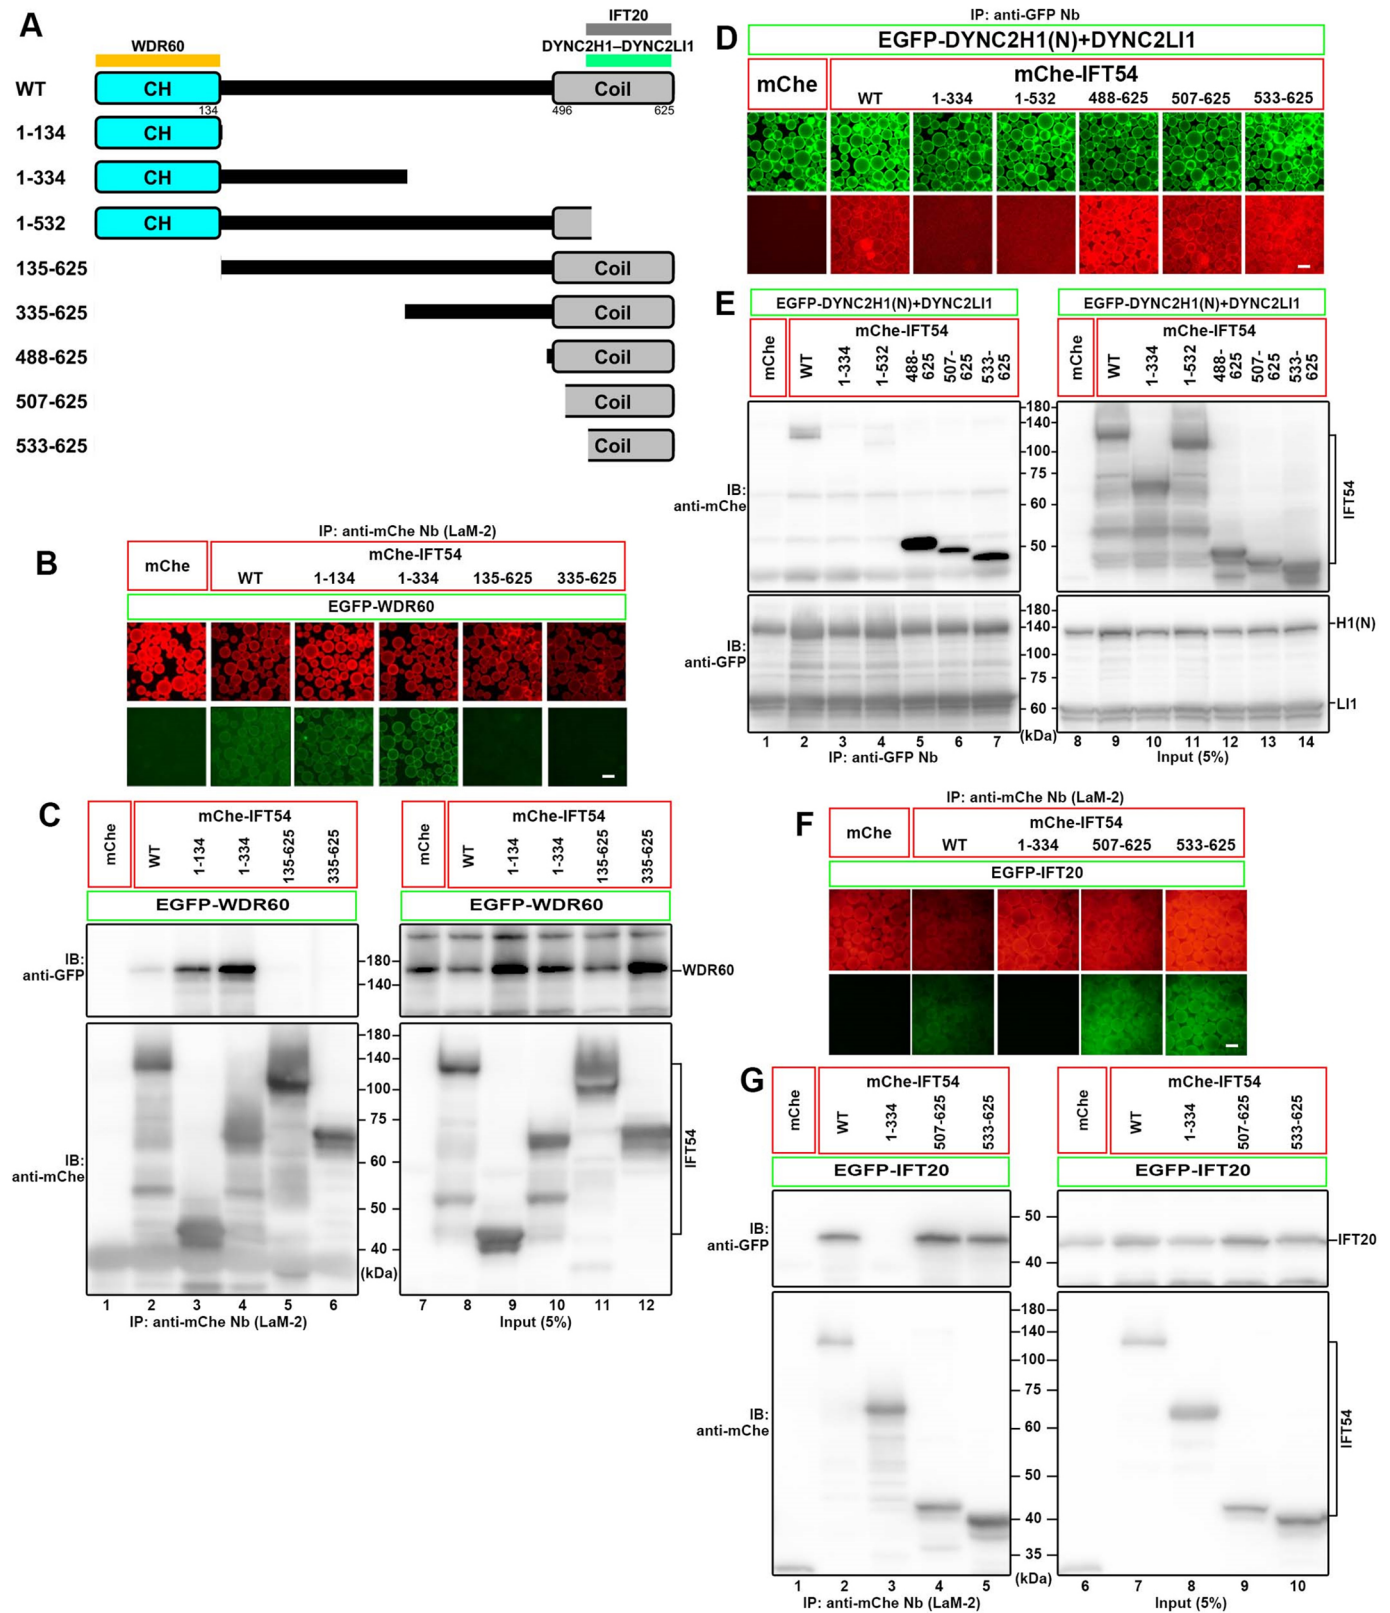 A
WDR60
IFT20
DYNC2H1–DYNC2LI1
WT
CH
Coil
134
496
625
1-134
CH
1-334
CH
1-532
CH
135-625
Coil
335-625
Coil
488-625
Coil
507-625
Coil
533-625
Coil
B
IP: anti-mChe Nb (LaM-2)
mChe
mChe-IFT54
WT 1-134 1-334 135-625 335-625
EGFP-WDR60
C
mChe
mChe-IFT54
WT 1-134 1-334 135-625 335-625
EGFP-WDR60
mChe
mChe-IFT54
WT 1-134 1-334 135-625 335-625
EGFP-WDR60
IB:
anti-GFP
180
140
WDR60
IB:
anti-mChe
180
140
100
75
60
50
40
(kDa)
IFT54
1 2 3 4 5 6
IP: anti-mChe Nb (LaM-2)
7 8 9 10 11 12
Input (5%)
D
IP: anti-GFP Nb
EGFP-DYNC2H1(N)+DYNC2LI1
mChe
mChe-IFT54
WT 1-334 1-532 488-625 507-625 533-625
E
EGFP-DYNC2H1(N)+DYNC2LI1
mChe
mChe-IFT54
WT 1-334 1-532 488-625 507-625 533-625
EGFP-DYNC2H1(N)+DYNC2LI1
mChe
mChe-IFT54
WT 1-334 1-532 488-625 507-625 533-625
IB:
anti-mChe
180
140
100
75
60
50
IFT54
IB:
anti-GFP
180
140
100
75
60
(kDa)
H1(N)
LI1
1 2 3 4 5 6 7
IP: anti-GFP Nb
8 9 10 11 12 13 14
Input (5%)
F
IP: anti-mChe Nb (LaM-2)
mChe
mChe-IFT54
WT 1-334 507-625 533-625
EGFP-IFT20
G
mChe
mChe-IFT54
WT 1-334 507-625 533-625
EGFP-IFT20
mChe
mChe-IFT54
WT 1-334 507-625 533-625
EGFP-IFT20
IB:
anti-GFP
50
40
IFT20
IB:
anti-mChe
180
140
100
75
60
50
40
35
(kDa)
IFT54
1 2 3 4 5
IP: anti-mChe Nb (LaM-2)
6 7 8 9 10
Input (5%)